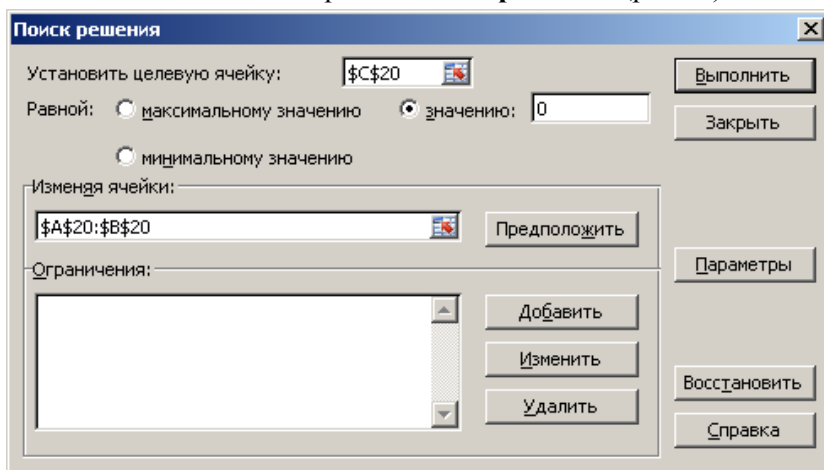 Поиск решения
Установить целевую ячейку: $C$20
Выполнить
Равной: максимальному значению значению: 0
Закрыть
минимальному значению
Изменяя ячейки:
$A$20:$B$20 Предположить
Ограничения:
Параметры
Добавить
Изменить
Восстановить
Удалить
Справка